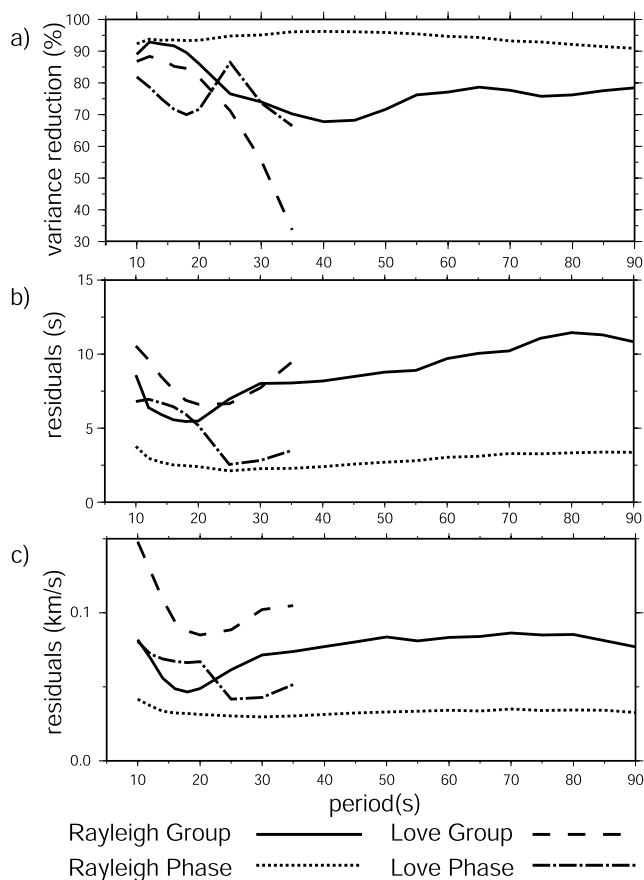 a)
variance reduction (%)
100
90
80
70
60
50
40
30
10 20 30 40 50 60 70 80 90
b)
residuals (s)
15
10
5
0
10 20 30 40 50 60 70 80 90
c)
residuals (km/s)
0.1
0.0
10 20 30 40 50 60 70 80 90
period(s)
Rayleigh Group Love Group
Rayleigh Phase Love Phase